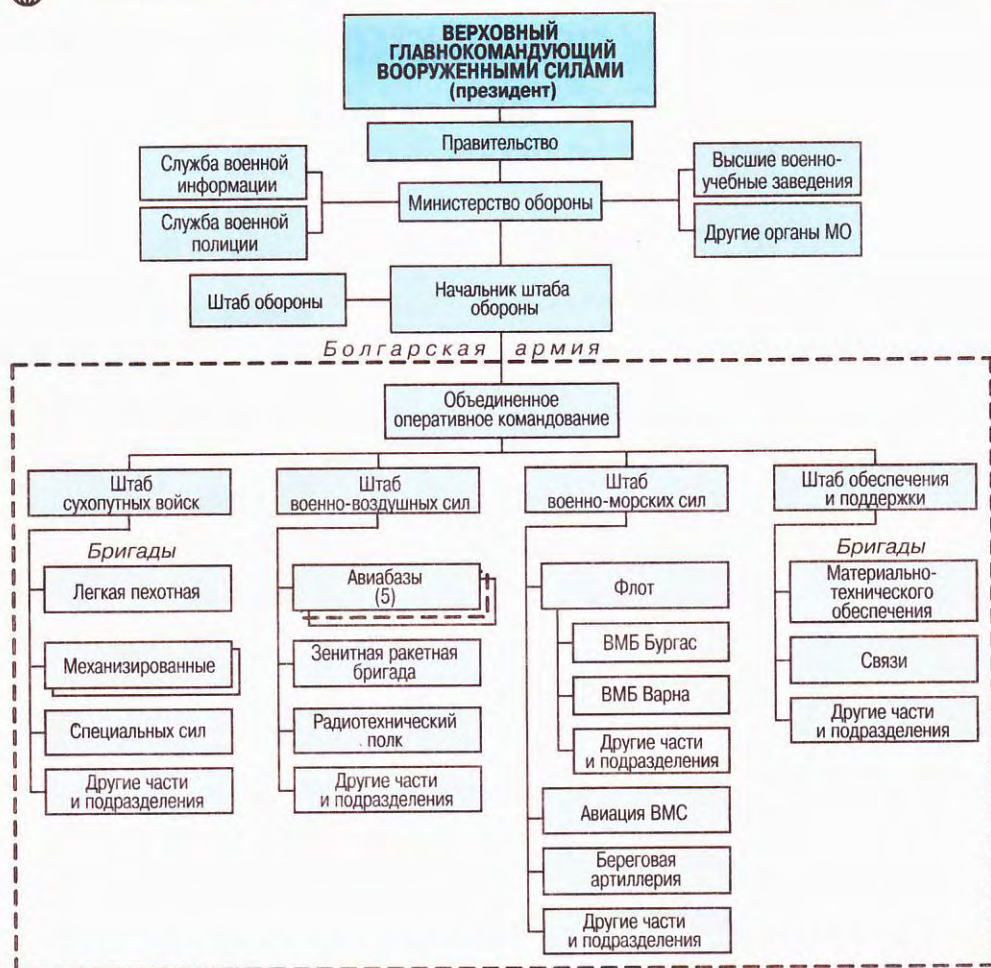 ВЕРХОВНЫЙ
ГЛАВНОКОМАНДУЮЩИЙ
ВООРУЖЕННЫМИ СИЛАМИ
(президент)
Правительство
Служба военной
информации
Служба военной
полиции
Министерство обороны
Высшие военно-
учебные заведения
Другие органы МО
Штаб обороны
Начальник штаба
обороны
Болгарская армия
Объединенное
оперативное командование
Штаб
сухопутных войск
Бригады
Легкая пехотная
Механизированные
Специальных сил
Другие части
и подразделения
Штаб
военно-воздушных сил
Авиабазы
(5)
Зенитная ракетная
бригада
Радиотехнический
полк
Другие части
и подразделения
Штаб
военно-морских сил
Флот
ВМБ Бургас
ВМБ Варна
Другие части
и подразделения
Авиация ВМС
Береговая
артиллерия
Другие части
и подразделения
Штаб обеспечения
и поддержки
Бригады
Материально-
технического
обеспечения
Связи
Другие части
и подразделения